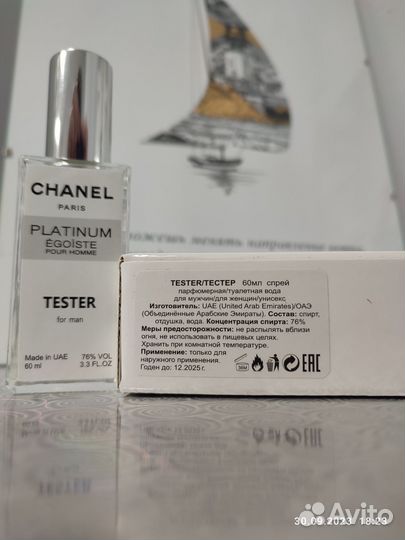 CHANEL
PARIS
PLATINUM
ÉGOÏSTE
POUR HOMME
TESTER
for man
Made in UAE 76% VOL
60 ml 3.3 FL.OZ
можешь менять направление
TESTER/ТЕСТЕР 60мл спрей
парфюмерная/туалетная вода
для мужчин/для женщин/унисекс
Изготовитель: UAE (United Arab Emirates)/ОАЭ
(Объединённые Арабские Эмираты). Состав: спирт,
отдушка, вода. Концентрация спирта: 76%
Меры предосторожности: не распылять вблизи
огня, не использовать в пищевых целях.
Хранить при комнатной температуре.
Применение: только для
наружного применения.
Годен до: 12.2025г.
36M
EAC
Avito
30.09.2023 18:23